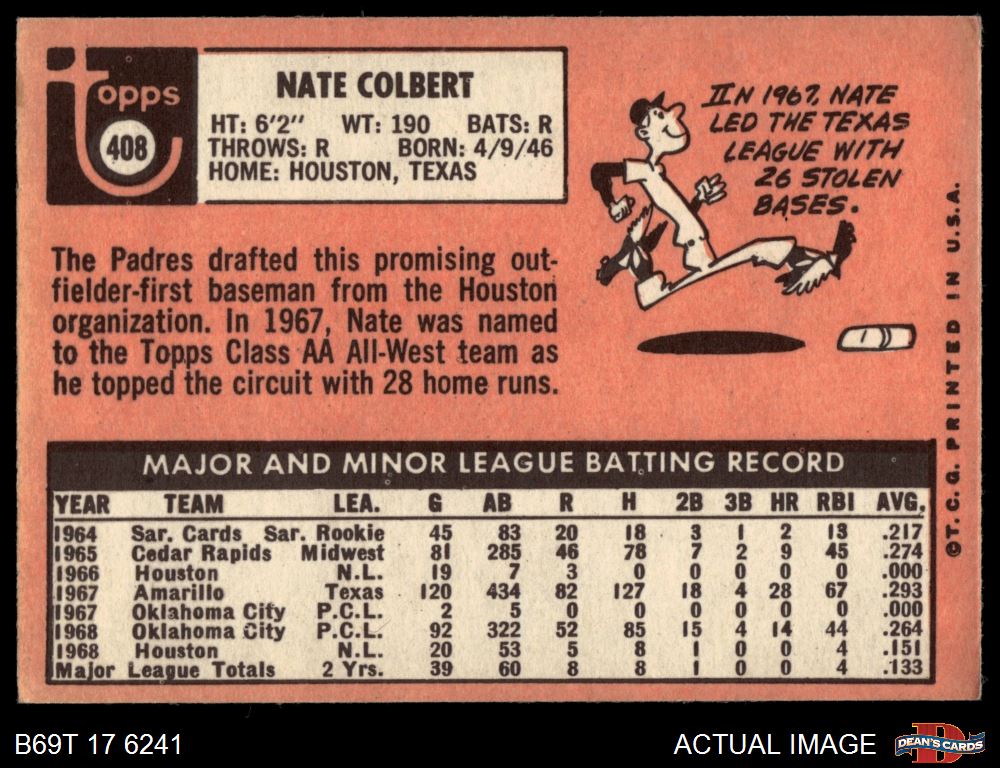 topps
408
NATE COLBERT
HT: 6'2" WT: 190 BATS: R
THROWS: R BORN: 4/9/46
HOME: HOUSTON, TEXAS
IN 1967, NATE
LED THE TEXAS
LEAGUE WITH
26 STOLEN
BASES.
The Padres drafted this promising out-
fielder-first baseman from the Houston
organization. In 1967, Nate was named
to the Topps Class AA All-West team as
he topped the circuit with 28 home runs.
©T.C.G. PRINTED IN U.S.A.
MAJOR AND MINOR LEAGUE BATTING RECORD
YEAR TEAM LEA. G AB R H 2B 3B HR RBI AVG.
1964 Sar. Cards Sar. Rookie 45 83 20 18 3 1 2 13 .217
1965 Cedar Rapids Midwest 81 285 46 78 7 2 9 45 .274
1966 Houston N.L. 19 7 3 0 0 0 0 0 .000
1967 Amarillo Texas 120 434 82 127 18 4 28 67 .293
1967 Oklahoma City P.C.L. 2 5 0 0 0 0 0 0 .000
1968 Oklahoma City P.C.L. 92 322 52 85 15 4 14 44 .264
1968 Houston N.L. 20 53 5 8 1 0 0 4 .151
Major League Totals 2 Yrs. 39 60 8 8 1 0 0 4 .133
B69T 17 6241
ACTUAL IMAGE
DEAN'S CARDS